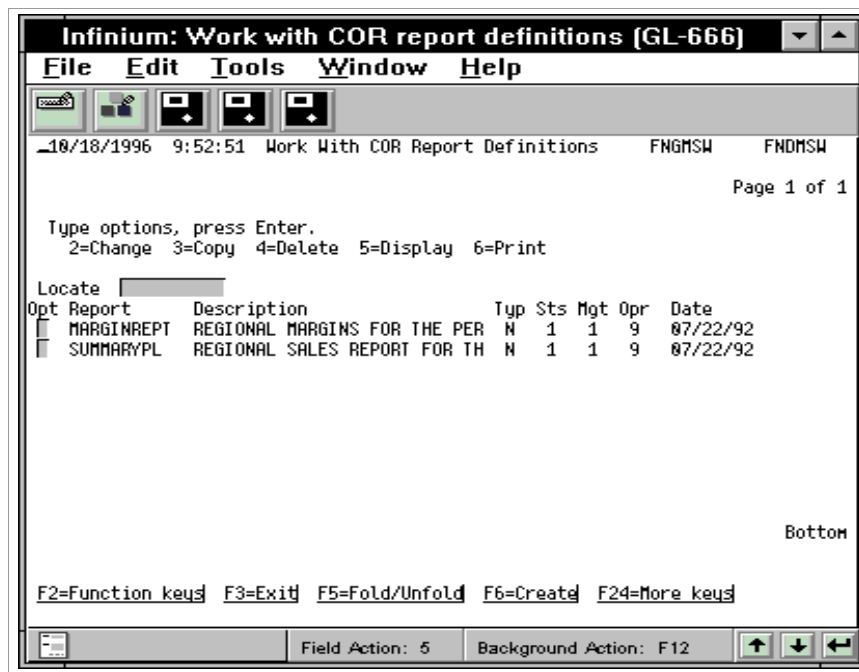 Infinium: Work with COR report definitions (GL-666)
File Edit Tools Window Help
10/18/1996 9:52:51 Work With COR Report Definitions FNGMSW FNDMSW
Page 1 of 1
Type options, press Enter.
2=Change 3=Copy 4=Delete 5=Display 6=Print
Locate
Opt Report Description Typ Sts Mgt Opr Date
MARGINREPT REGIONAL MARGINS FOR THE PER N 1 1 9 07/22/92
SUMMARYPL REGIONAL SALES REPORT FOR TH N 1 1 9 07/22/92
Bottom
F2=Function keys F3=Exit F5=Fold/Unfold F6=Create F24=More keys
Field Action: 5 Background Action: F12